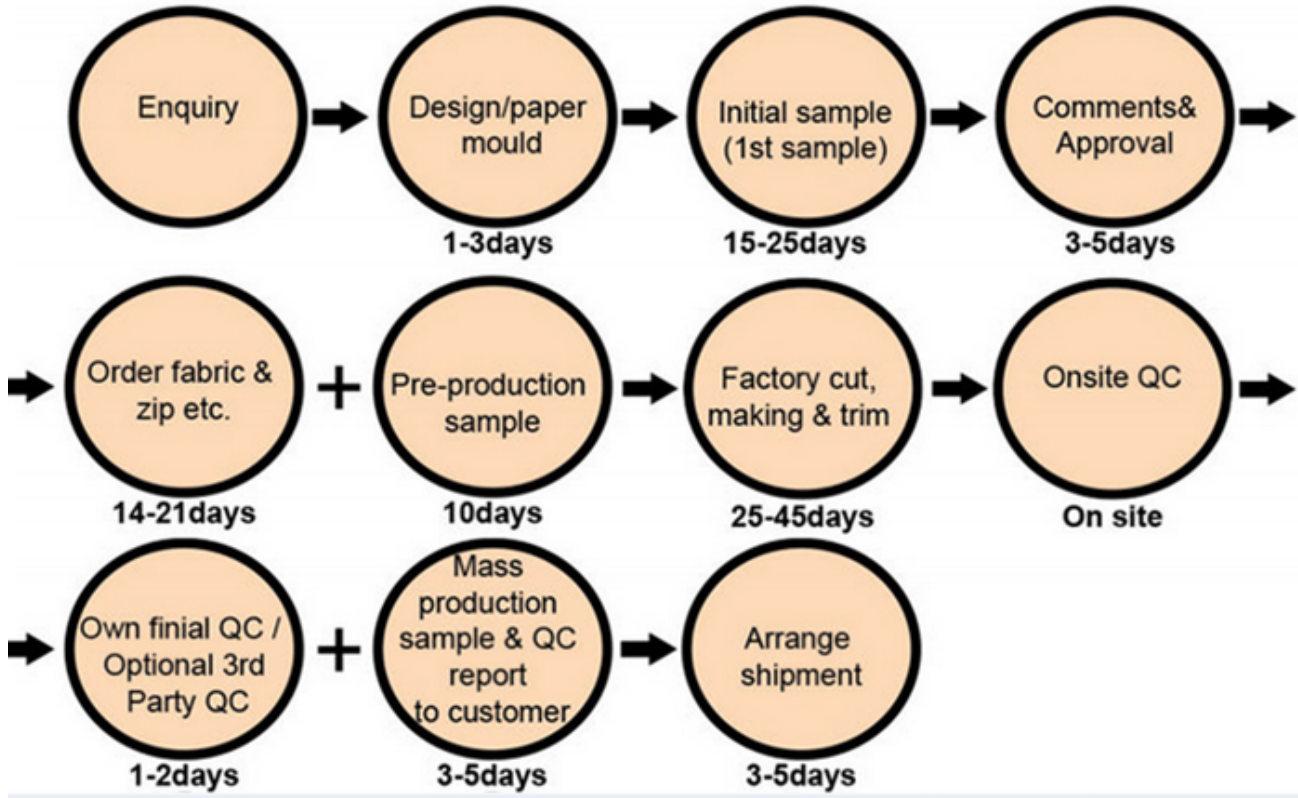 Enquiry
Design/paper
mould
1-3days
Initial sample
(1st sample)
15-25days
Comments&
Approval
3-5days
Order fabric &
zip etc.
14-21days
+
Pre-production
sample
10days
Factory cut,
making & trim
25-45days
Onsite QC
On site
Own finial QC /
Optional 3rd
Party QC
1-2days
+
Mass
production
sample & QC
report
to customer
3-5days
Arrange
shipment
3-5days